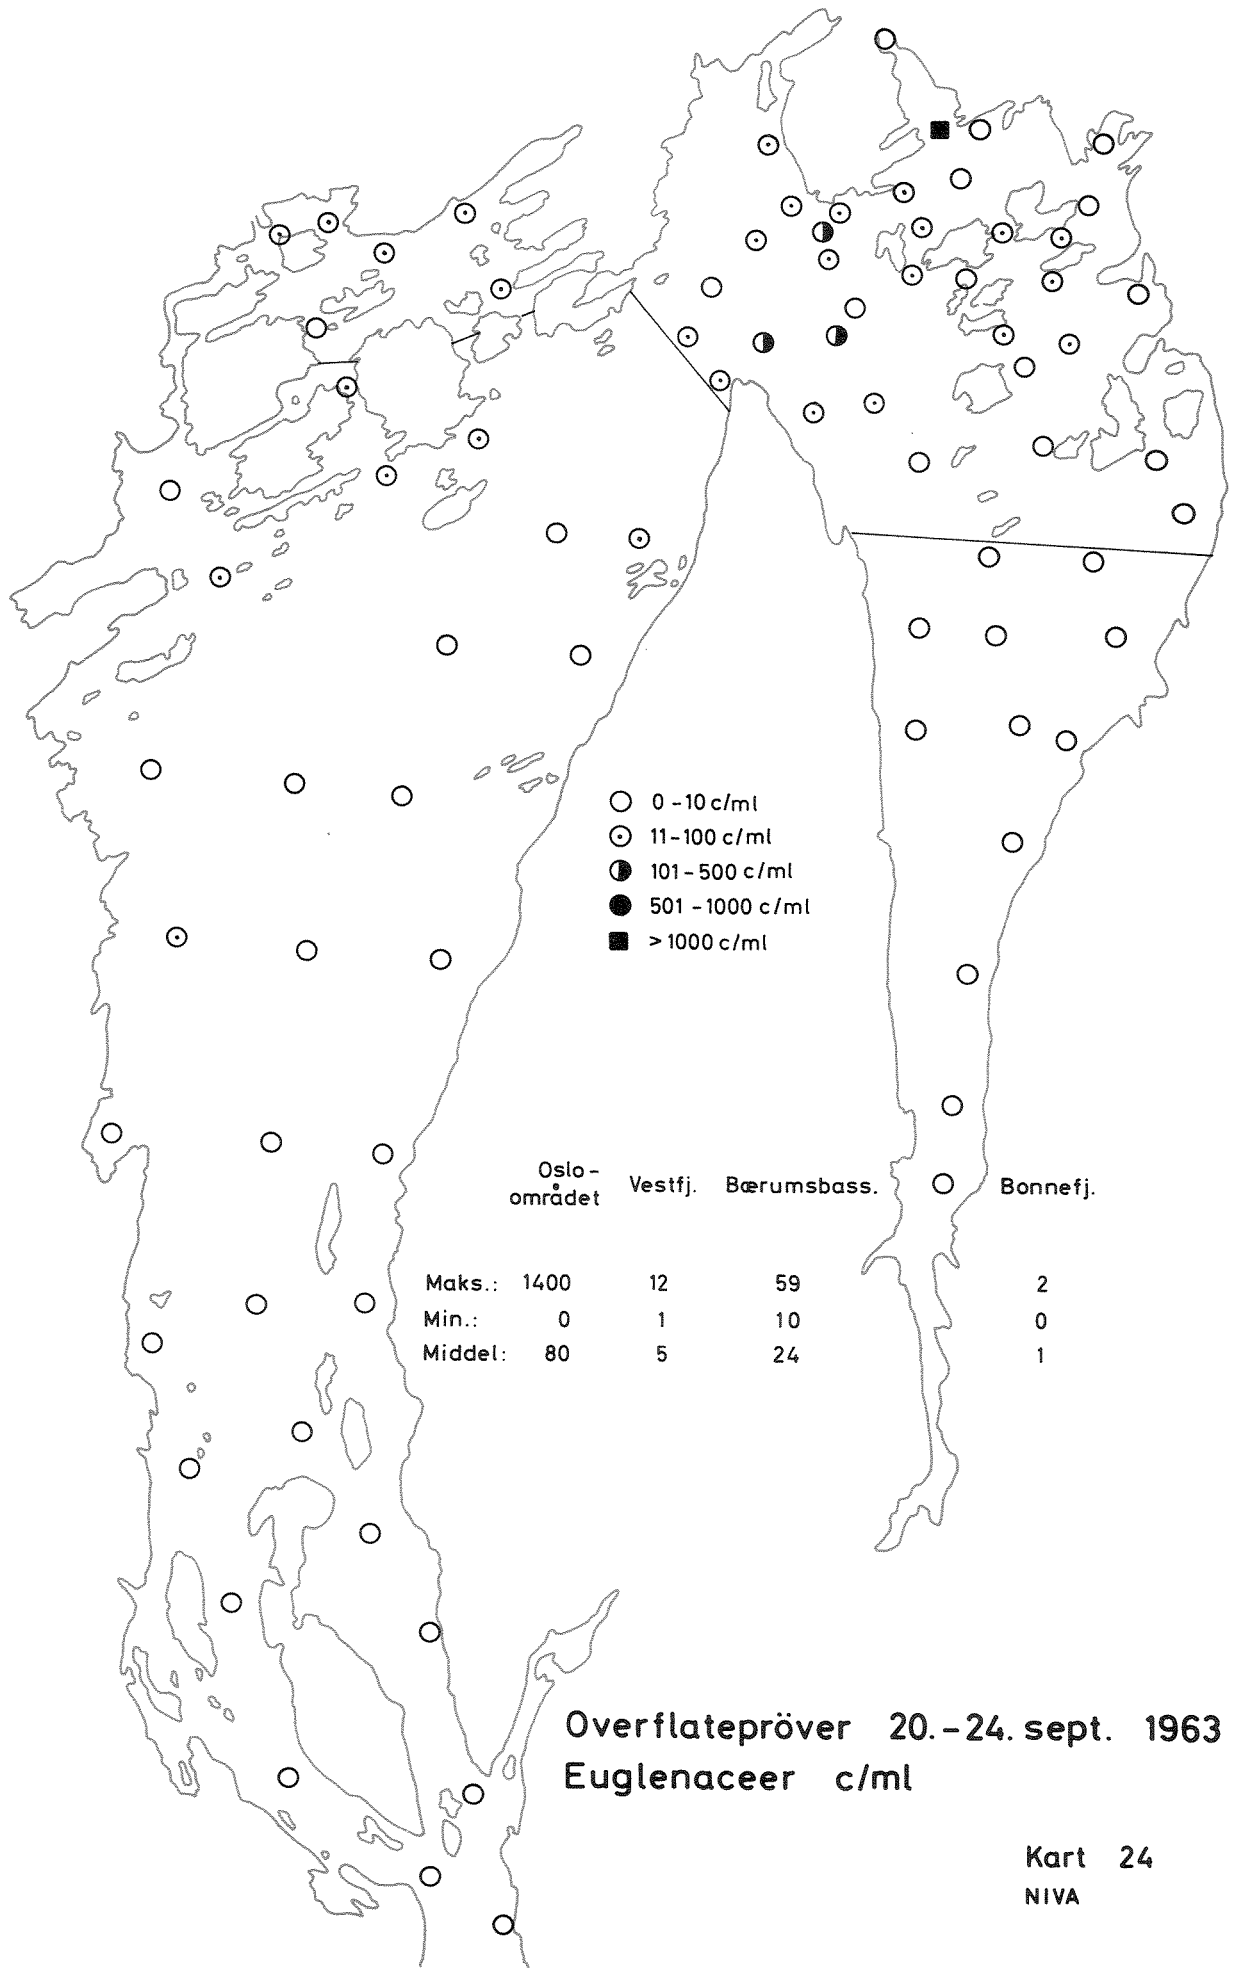 0 – 10 c/ml
11 – 100 c/ml
101 – 500 c/ml
501 – 1000 c/ml
> 1000 c/ml
Oslo-området Vestfj. Bærumsbass. Bonnefj.
Maks.: 1400 12 59 2
Min.: 0 1 10 0
Middel: 80 5 24 1
Overflatepröver 20.–24. sept. 1963
Euglenaceer c/ml
Kart 24
NIVA